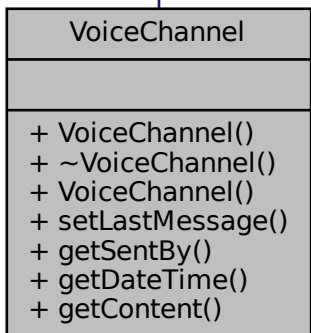 VoiceChannel
+ VoiceChannel()
+ ~VoiceChannel()
+ VoiceChannel()
+ setLastMessage()
+ getSentBy()
+ getDateTime()
+ getContent()